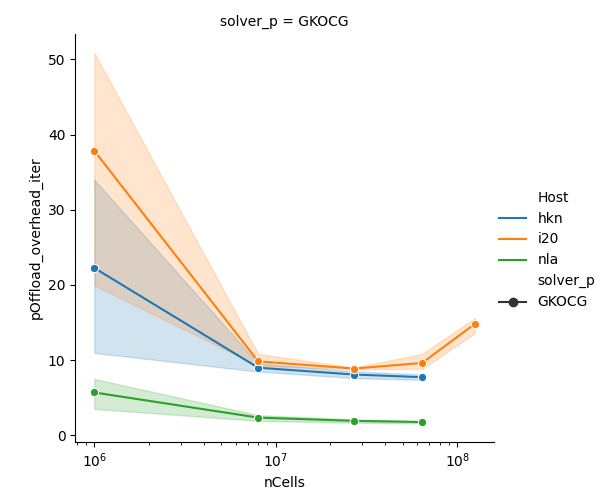 solver_p = GKOCG
pOffload_overhead_iter
50
40
30
20
10
0
10^6
10^7
10^8
nCells
Host
hkn
i20
nla
solver_p
GKOCG